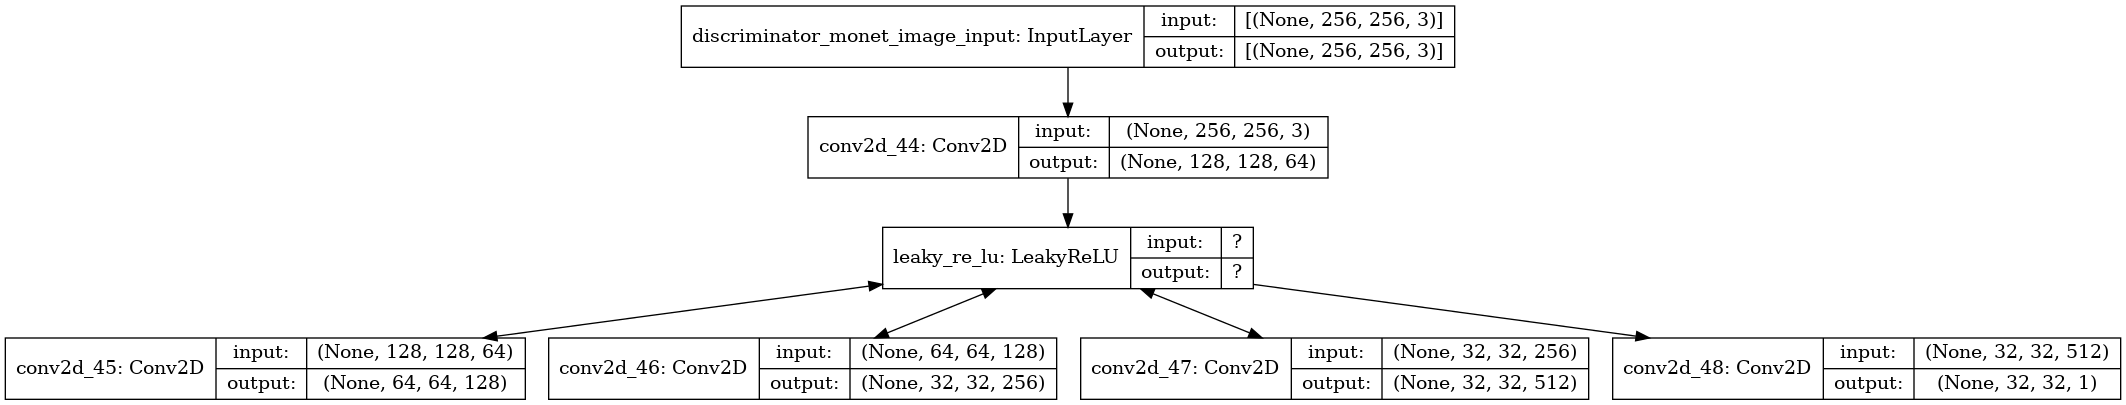 discriminator_monet_image_input: InputLayer
input: [(None, 256, 256, 3)]
output: [(None, 256, 256, 3)]
conv2d_44: Conv2D
input: (None, 256, 256, 3)
output: (None, 128, 128, 64)
leaky_re_lu: LeakyReLU
input: ?
output: ?
conv2d_45: Conv2D
input: (None, 128, 128, 64)
output: (None, 64, 64, 128)
conv2d_46: Conv2D
input: (None, 64, 64, 128)
output: (None, 32, 32, 256)
conv2d_47: Conv2D
input: (None, 32, 32, 256)
output: (None, 32, 32, 512)
conv2d_48: Conv2D
input: (None, 32, 32, 512)
output: (None, 32, 32, 1)